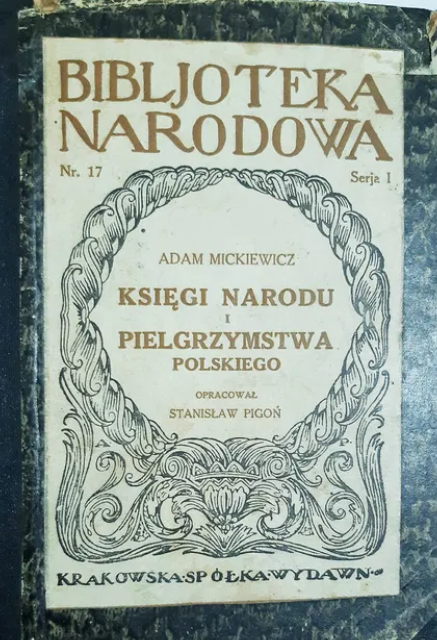 BIBLJOTEKA
NARODOWA
Nr. 17 Serja I
ADAM MICKIEWICZ
KSIĘGI NARODU
I
PIELGRZYMSTWA
POLSKIEGO
OPRACOWAŁ
STANISŁAW PIGOŃ
KRAKOWSKA·SPÓŁKA·WYDAWN·